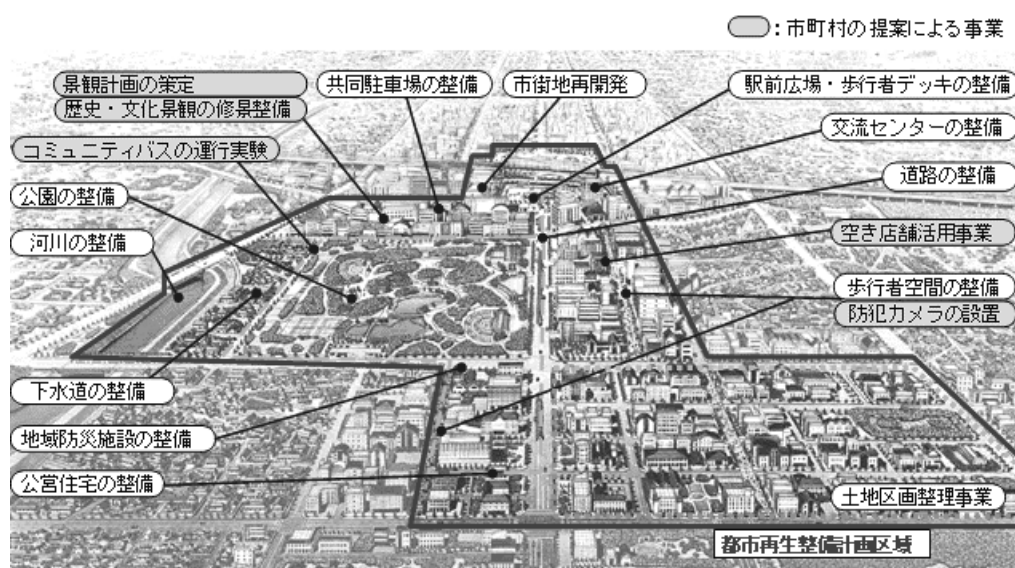 ：市町村の提案による事業
景観計画の策定
歴史・文化景観の修景整備
共同駐車場の整備
市街地再開発
駅前広場・歩行者デッキの整備
コミュニティバスの運行実験
交流センターの整備
道路の整備
公園の整備
河川の整備
空き店舗活用事業
歩行者空間の整備
防犯カメラの設置
下水道の整備
地域防災施設の整備
公営住宅の整備
土地区画整理事業
都市再生整備計画区域